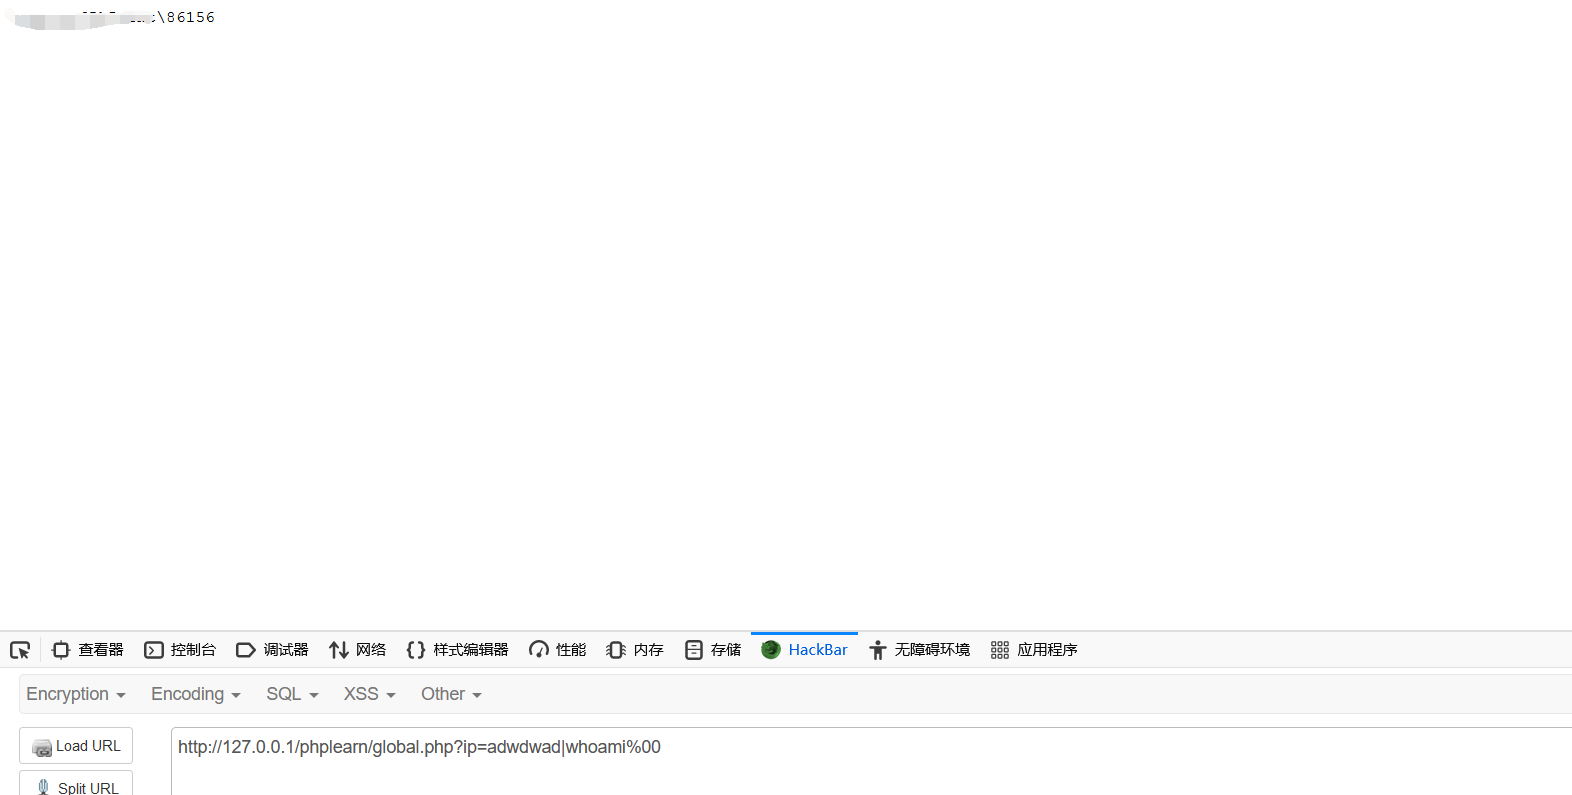 \86156
查看器 控制台 调试器 网络 样式编辑器 性能 内存 存储 HackBar 无障碍环境 应用程序
Encryption Encoding SQL XSS Other
Load URL
http://127.0.0.1/phplearn/global.php?ip=adwdwad|whoami%00
Split URL